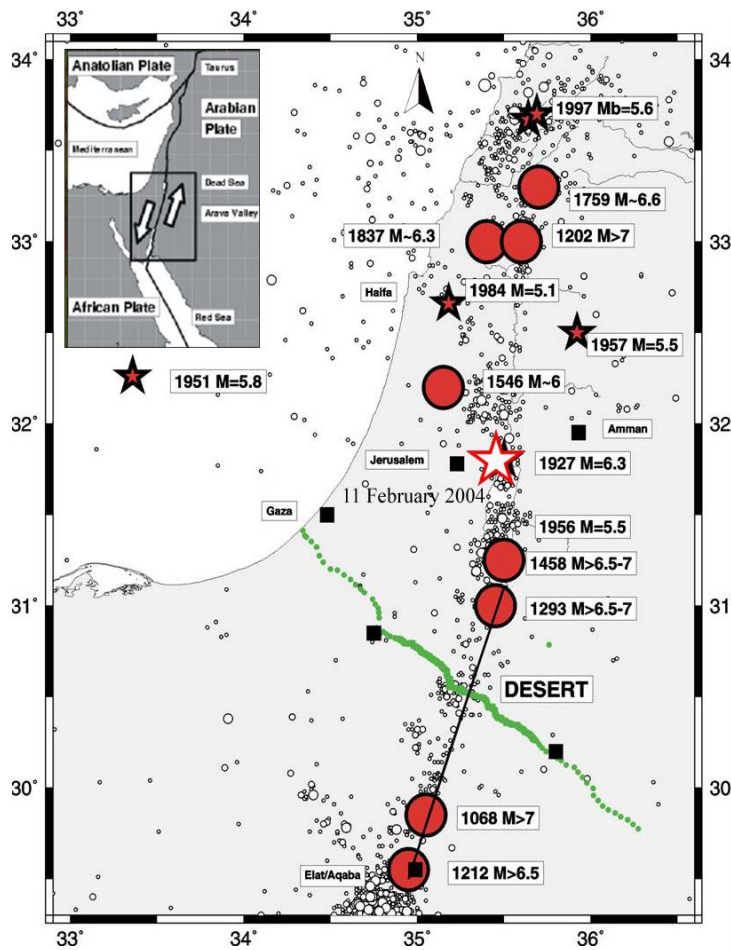 33˚
34˚
35˚
36˚
34˚
34˚
33˚
33˚
32˚
32˚
31˚
31˚
30˚
30˚
33˚
34˚
35˚
36˚
N
Anatolian Plate
Taurus
Arabian
Plate
Mediterranean
Dead Sea
Arava Valley
African Plate
Red Sea
1997 Mb=5.6
1759 M~6.6
1837 M~6.3
1202 M>7
Haifa
1984 M=5.1
1957 M=5.5
1951 M=5.8
1546 M~6
Amman
Jerusalem
1927 M=6.3
11 February 2004
Gaza
1956 M=5.5
1458 M>6.5-7
1293 M>6.5-7
DESERT
1068 M>7
Elat/Aqaba
1212 M>6.5